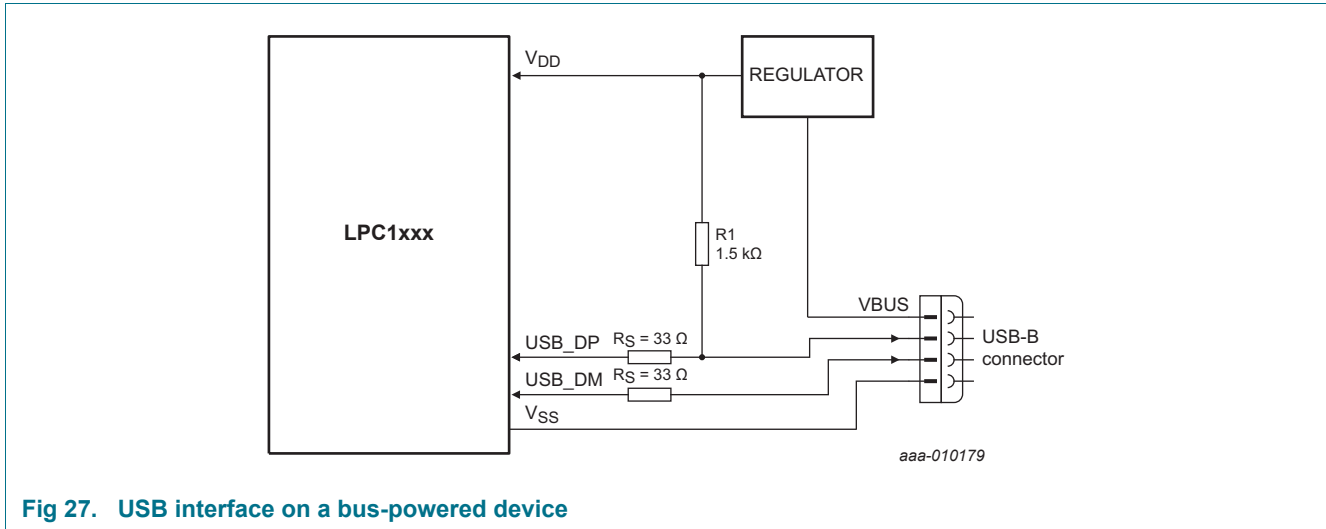 VDD
REGULATOR
LPC1xxx
R1
1.5 kΩ
VBUS
USB_DP RS = 33 Ω
USB-B
connector
USB_DM RS = 33 Ω
VSS
aaa-010179
Fig 27. USB interface on a bus-powered device